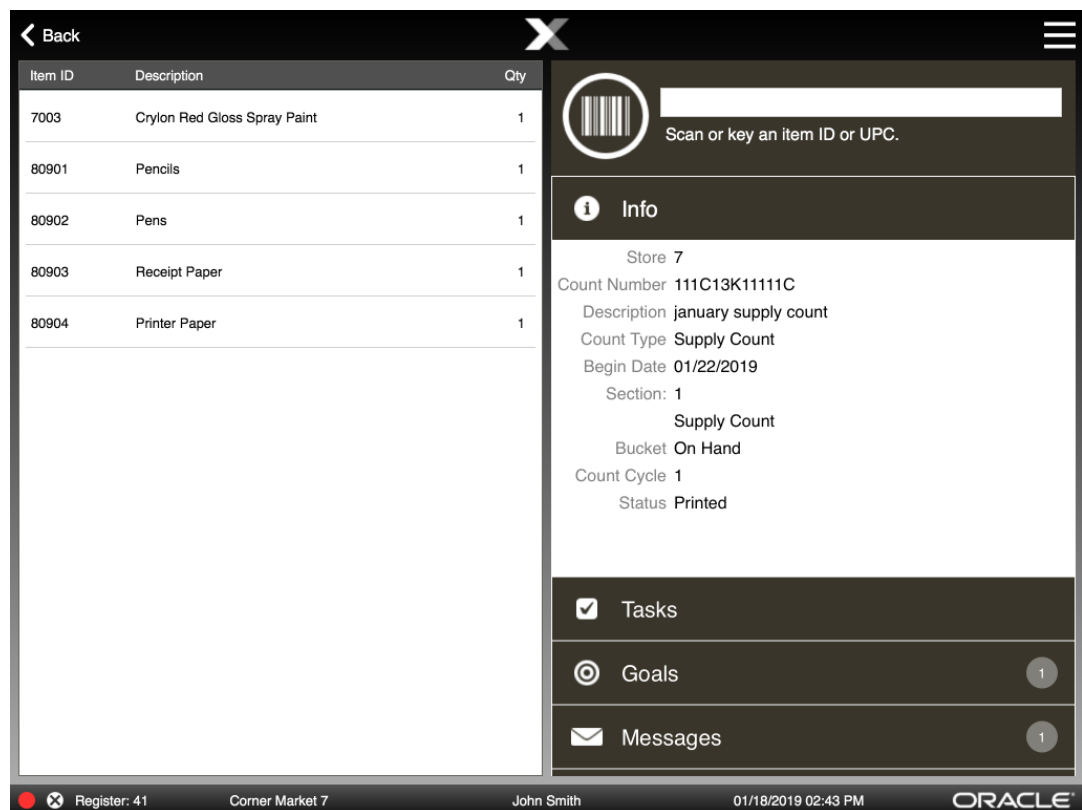 Back
Item ID Description Qty
7003 Crylon Red Gloss Spray Paint 1
80901 Pencils 1
80902 Pens 1
80903 Receipt Paper 1
80904 Printer Paper 1
Scan or key an item ID or UPC.
Info
Store 7
Count Number 111C13K11111C
Description january supply count
Count Type Supply Count
Begin Date 01/22/2019
Section: 1
Supply Count
Bucket On Hand
Count Cycle 1
Status Printed
Tasks
Goals 1
Messages 1
Register: 41 Corner Market 7 John Smith 01/18/2019 02:43 PM ORACLE